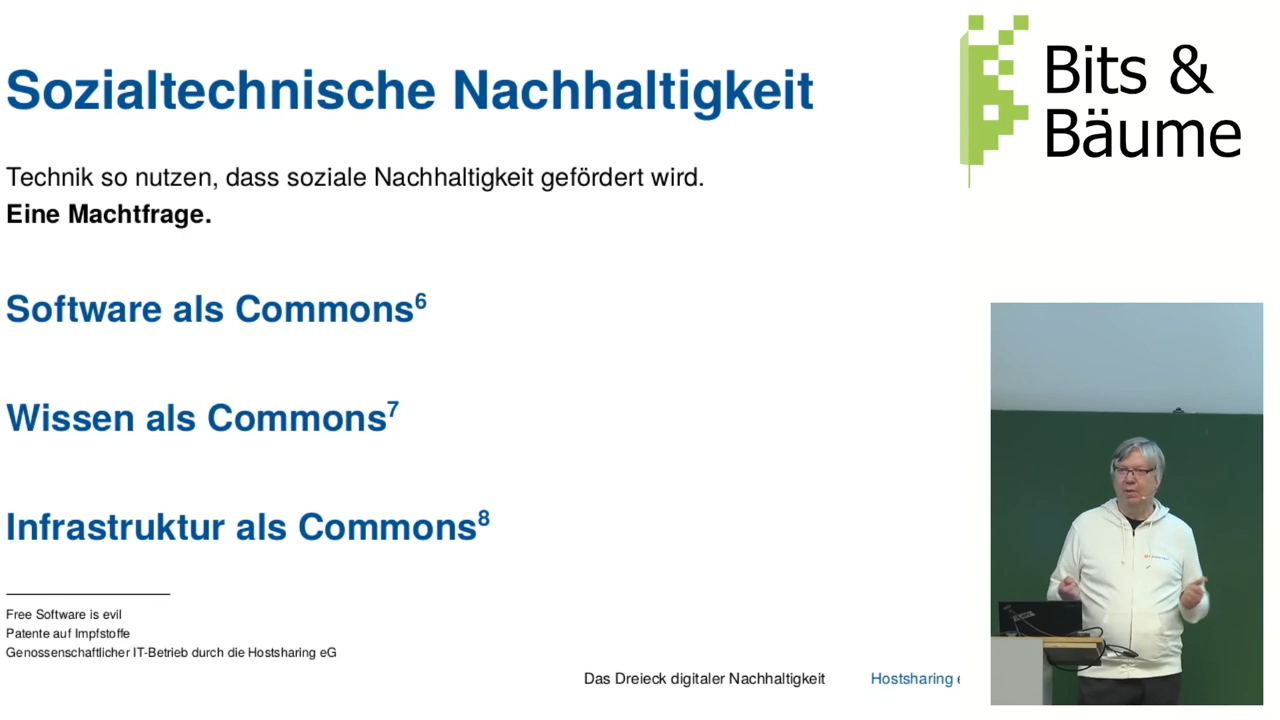 Sozialtechnische Nachhaltigkeit
Technik so nutzen, dass soziale Nachhaltigkeit gefördert wird.
Eine Machtfrage.
Software als Commons⁶
Wissen als Commons⁷
Infrastruktur als Commons⁸
Free Software is evil
Patente auf Impfstoffe
Genossenschaftlicher IT-Betrieb durch die Hostsharing eG
Das Dreieck digitaler Nachhaltigkeit
Hostsharing e
Bits &
Bäume